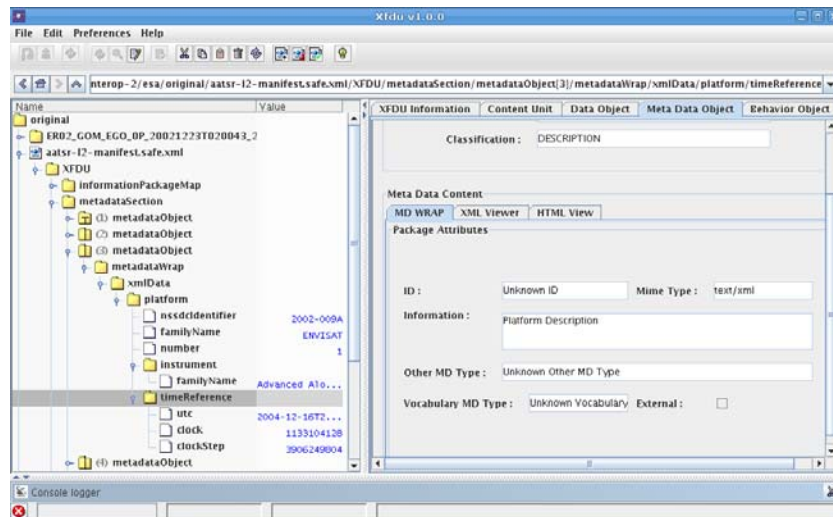 Xfdu v1.0.0
File Edit Preferences Help
nterop-2/esa/original/aatsr-l2-manifest.safe.xml/XFDU/metadataSection/metadataObject[3]/metadataWrap/xmlData/platform/timeReference
Name Value
original
ER02_GOM_EGO_0P_20021223T020043_2
aatsr-l2-manifest.safe.xml
XFDU
informationPackageMap
metadataSection
(1) metadataObject
(2) metadataObject
(3) metadataObject
metadataWrap
xmlData
platform
nssdcIdentifier 2002-009A
familyName ENVISAT
number 1
instrument
familyName Advanced Alo...
timeReference
utc 2004-12-16T2...
clock 1133104128
clockStep 3906249804
(4) metadataObject
XFDU Information Content Unit Data Object Meta Data Object Behavior Object
Classification : DESCRIPTION
Meta Data Content
MD WRAP XML Viewer HTML View
Package Attributes
ID : Unknown ID Mime Type : text/xml
Information : Platform Description
Other MD Type : Unknown Other MD Type
Vocabulary MD Type : Unknown Vocabulary External :
Console logger